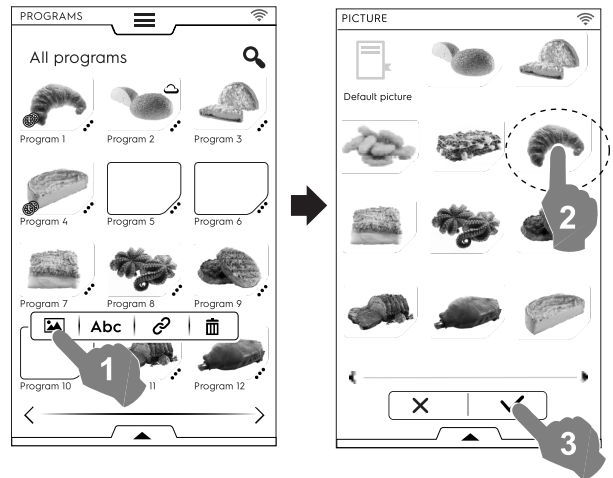 PROGRAMS
All programs
Program 1 Program 2 Program 3
Program 4 Program 5 Program 6
Program 7 Program 8 Program 9
Abc
1
Program 10 11 Program 12
PICTURE
Default picture
2
3